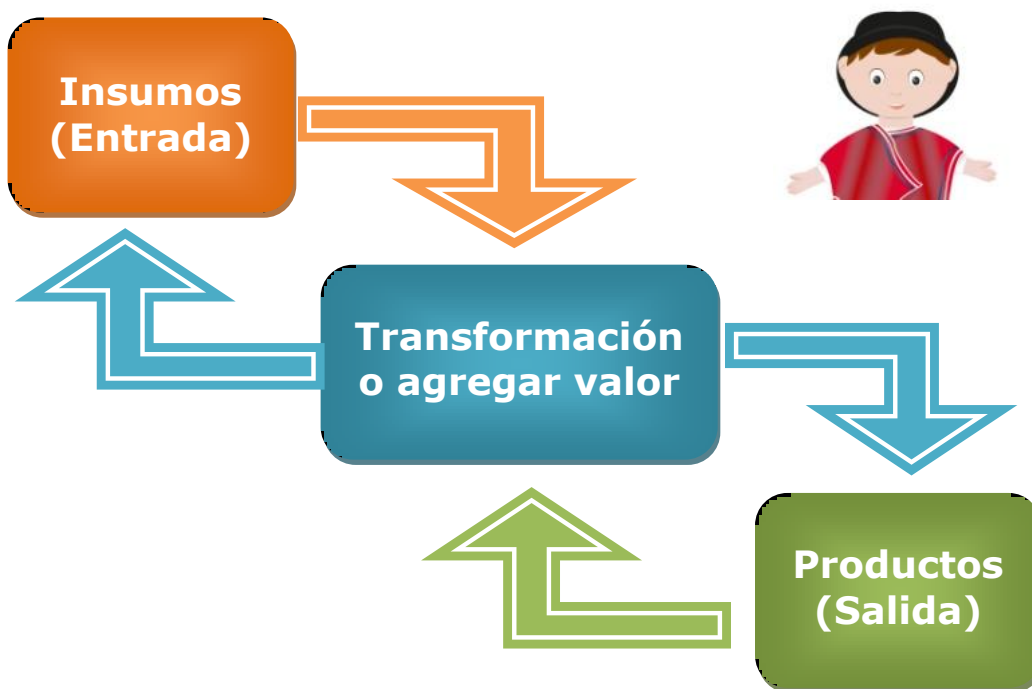 Insumos
(Entrada)
Transformación
o agregar valor
Productos
(Salida)